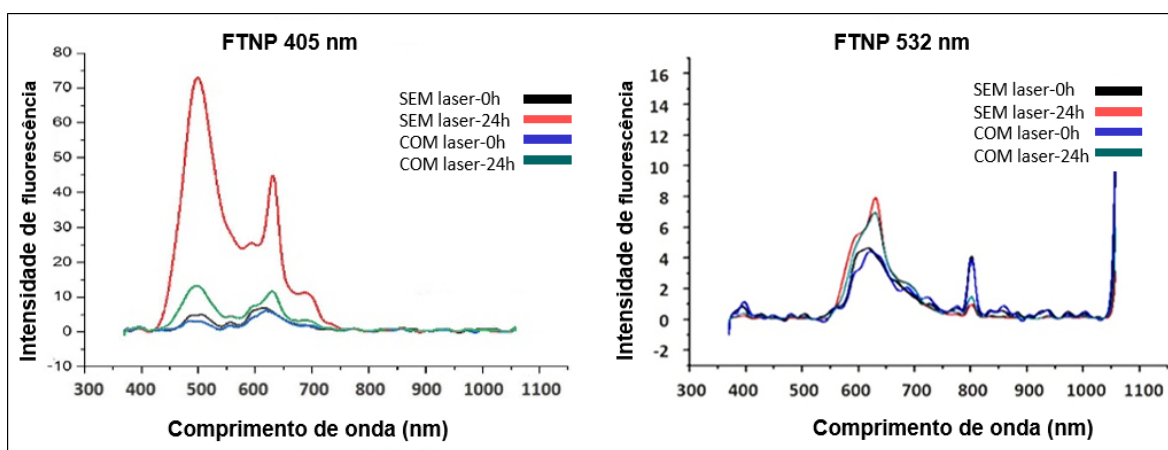 FTNP 405 nm
Intensidade de fluorescência
80
70
60
50
40
30
20
10
0
-10
SEM laser-0h
SEM laser-24h
COM laser-0h
COM laser-24h
300 400 500 600 700 800 900 1000 1100
Comprimento de onda (nm)
FTNP 532 nm
Intensidade de fluorescência
16
14
12
10
8
6
4
2
0
-2
SEM laser-0h
SEM laser-24h
COM laser-0h
COM laser-24h
300 400 500 600 700 800 900 1000 1100
Comprimento de onda (nm)